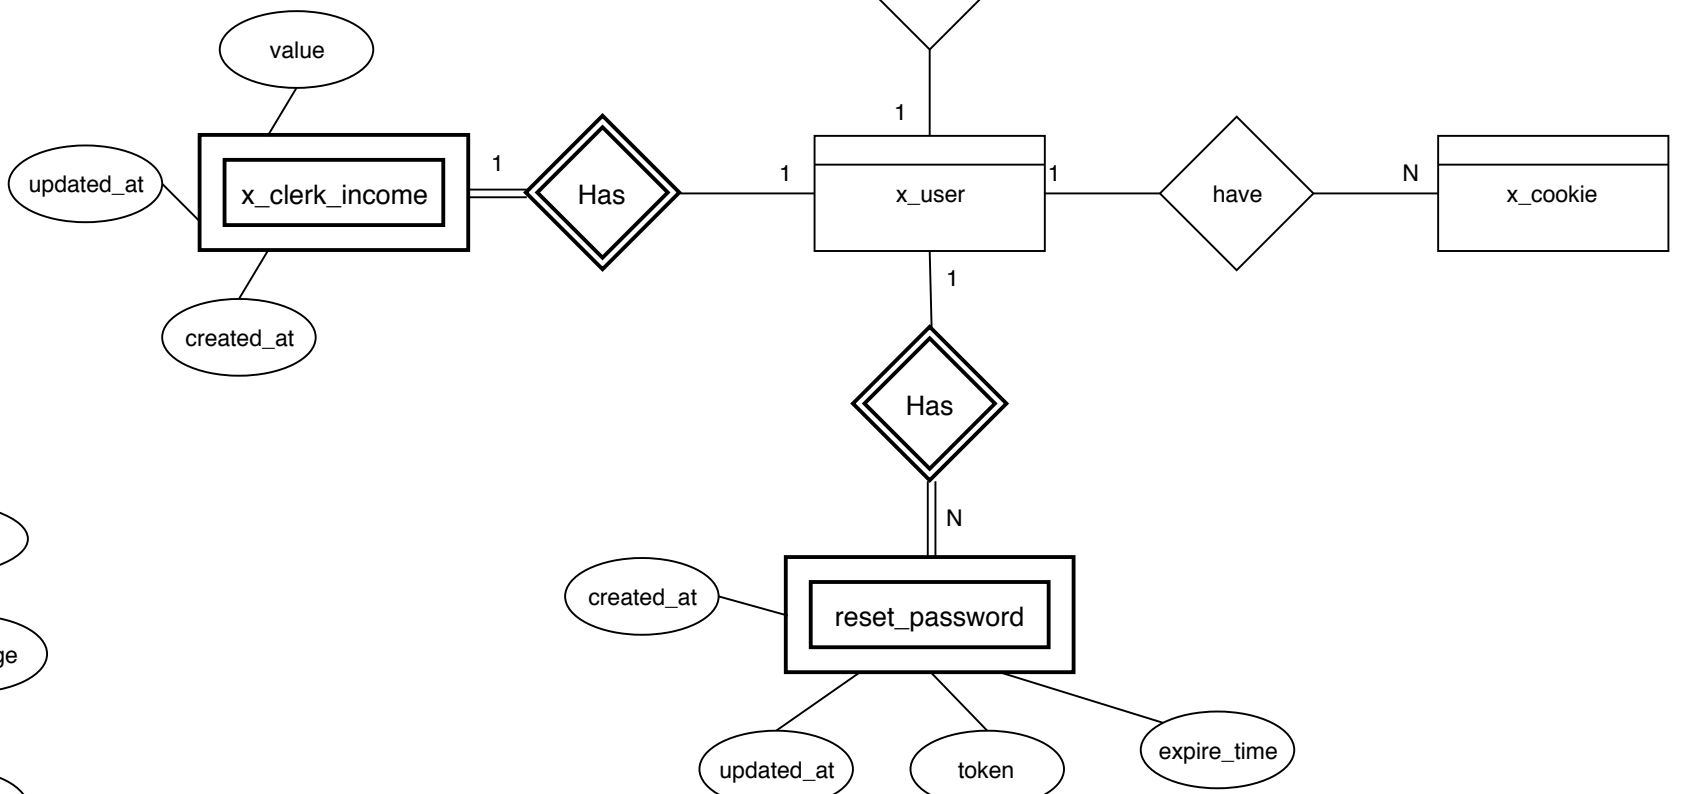 value
1
updated_at
x_clerk_income
1
Has
1
x_user
1
have
N
x_cookie
1
created_at
Has
N
created_at
reset_password
ge
updated_at
token
expire_time